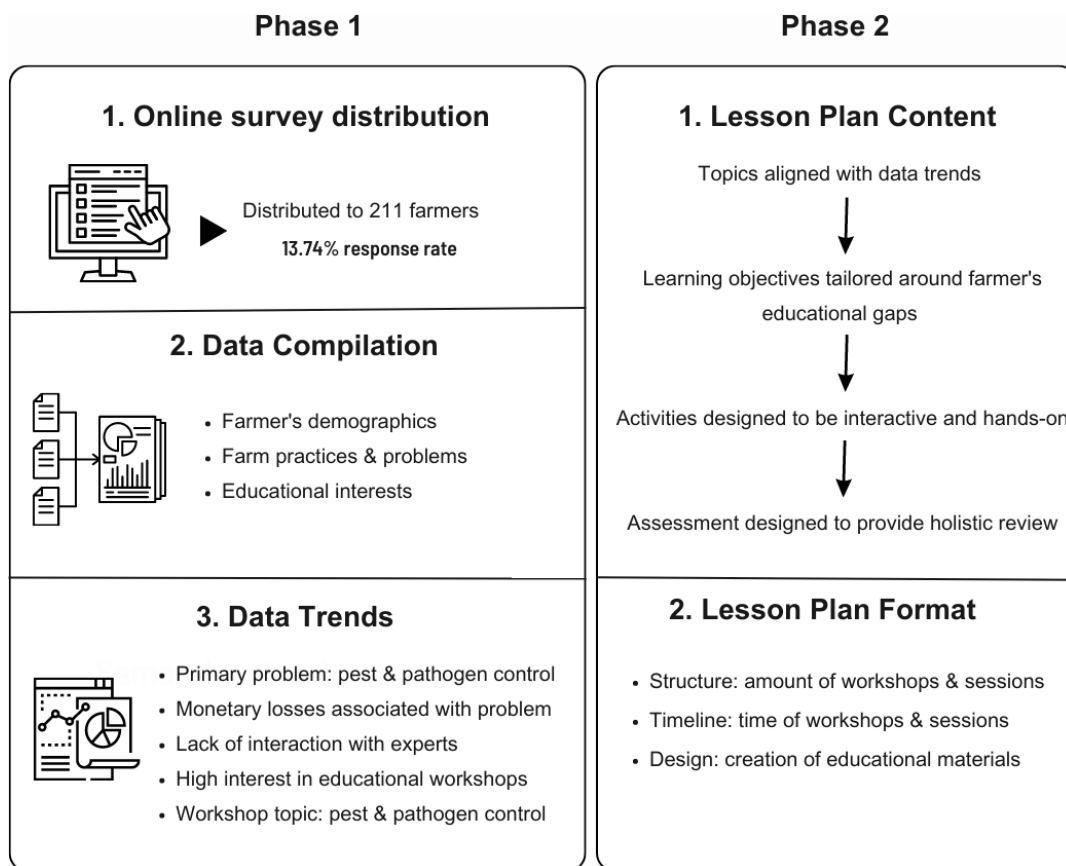 Phase 1
1. Online survey distribution
Distributed to 211 farmers
13.74% response rate
2. Data Compilation
• Farmer's demographics
• Farm practices & problems
• Educational interests
3. Data Trends
• Primary problem: pest & pathogen control
• Monetary losses associated with problem
• Lack of interaction with experts
• High interest in educational workshops
• Workshop topic: pest & pathogen control
Phase 2
1. Lesson Plan Content
Topics aligned with data trends
Learning objectives tailored around farmer's
educational gaps
Activities designed to be interactive and hands-on
Assessment designed to provide holistic review
2. Lesson Plan Format
• Structure: amount of workshops & sessions
• Timeline: time of workshops & sessions
• Design: creation of educational materials